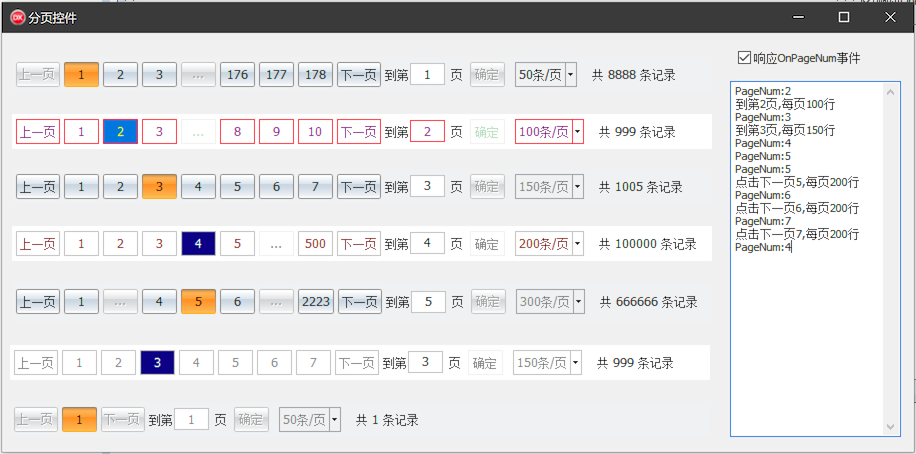 DX 分页控件
上一页 1 2 3 ... 176 177 178 下一页 到第 1 页 确定 50条/页 共 8888 条记录
上一页 1 2 3 ... 8 9 10 下一页 到第 2 页 确定 100条/页 共 999 条记录
上一页 1 2 3 4 5 6 7 下一页 到第 3 页 确定 150条/页 共 1005 条记录
上一页 1 2 3 4 5 ... 500 下一页 到第 4 页 确定 200条/页 共 100000 条记录
上一页 1 ... 4 5 6 ... 2223 下一页 到第 5 页 确定 300条/页 共 666666 条记录
上一页 1 2 3 4 5 6 7 下一页 到第 3 页 确定 150条/页 共 999 条记录
上一页 1 下一页 到第 1 页 确定 50条/页 共 1 条记录
响应OnPageNum事件
PageNum:2
到第2页,每页100行
PageNum:3
到第3页,每页150行
PageNum:4
PageNum:5
PageNum:5
点击下一页5,每页200行
PageNum:6
点击下一页6,每页200行
PageNum:7
点击下一页7,每页200行
PageNum:4